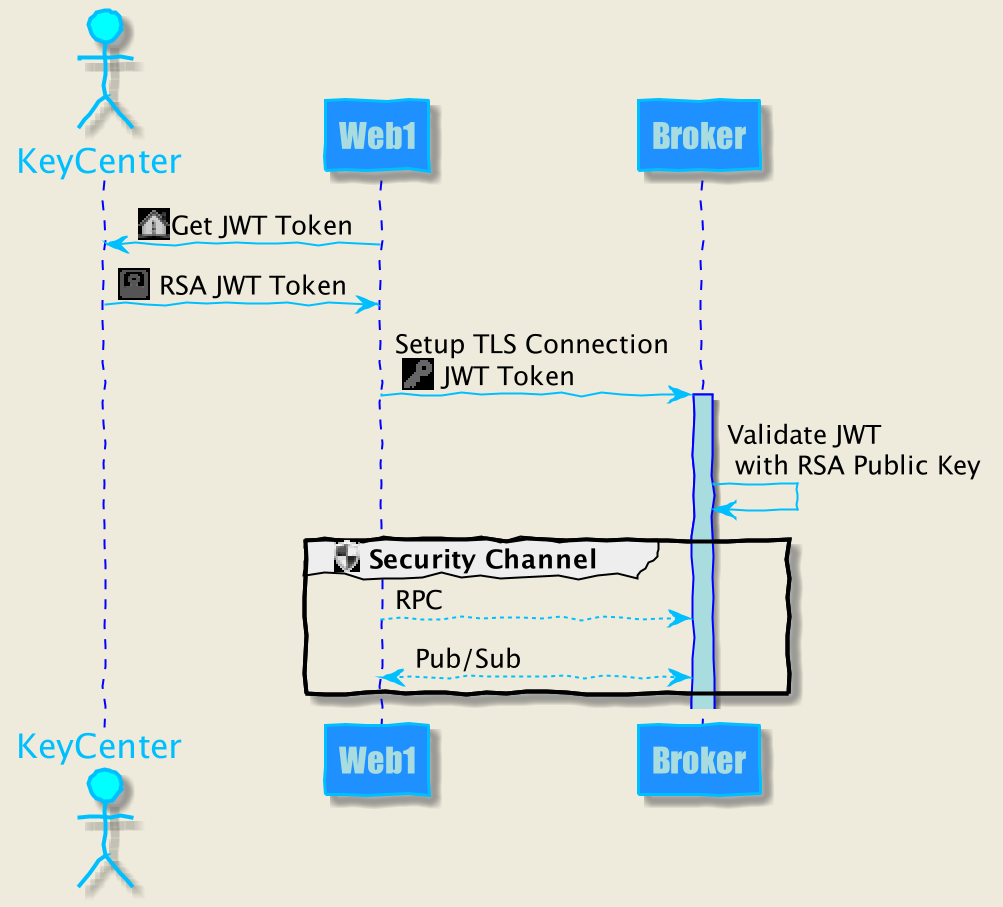 KeyCenter
Web1
Broker
Get JWT Token
RSA JWT Token
Setup TLS Connection
JWT Token
Validate JWT
with RSA Public Key
Security Channel
RPC
Pub/Sub
KeyCenter
Web1
Broker